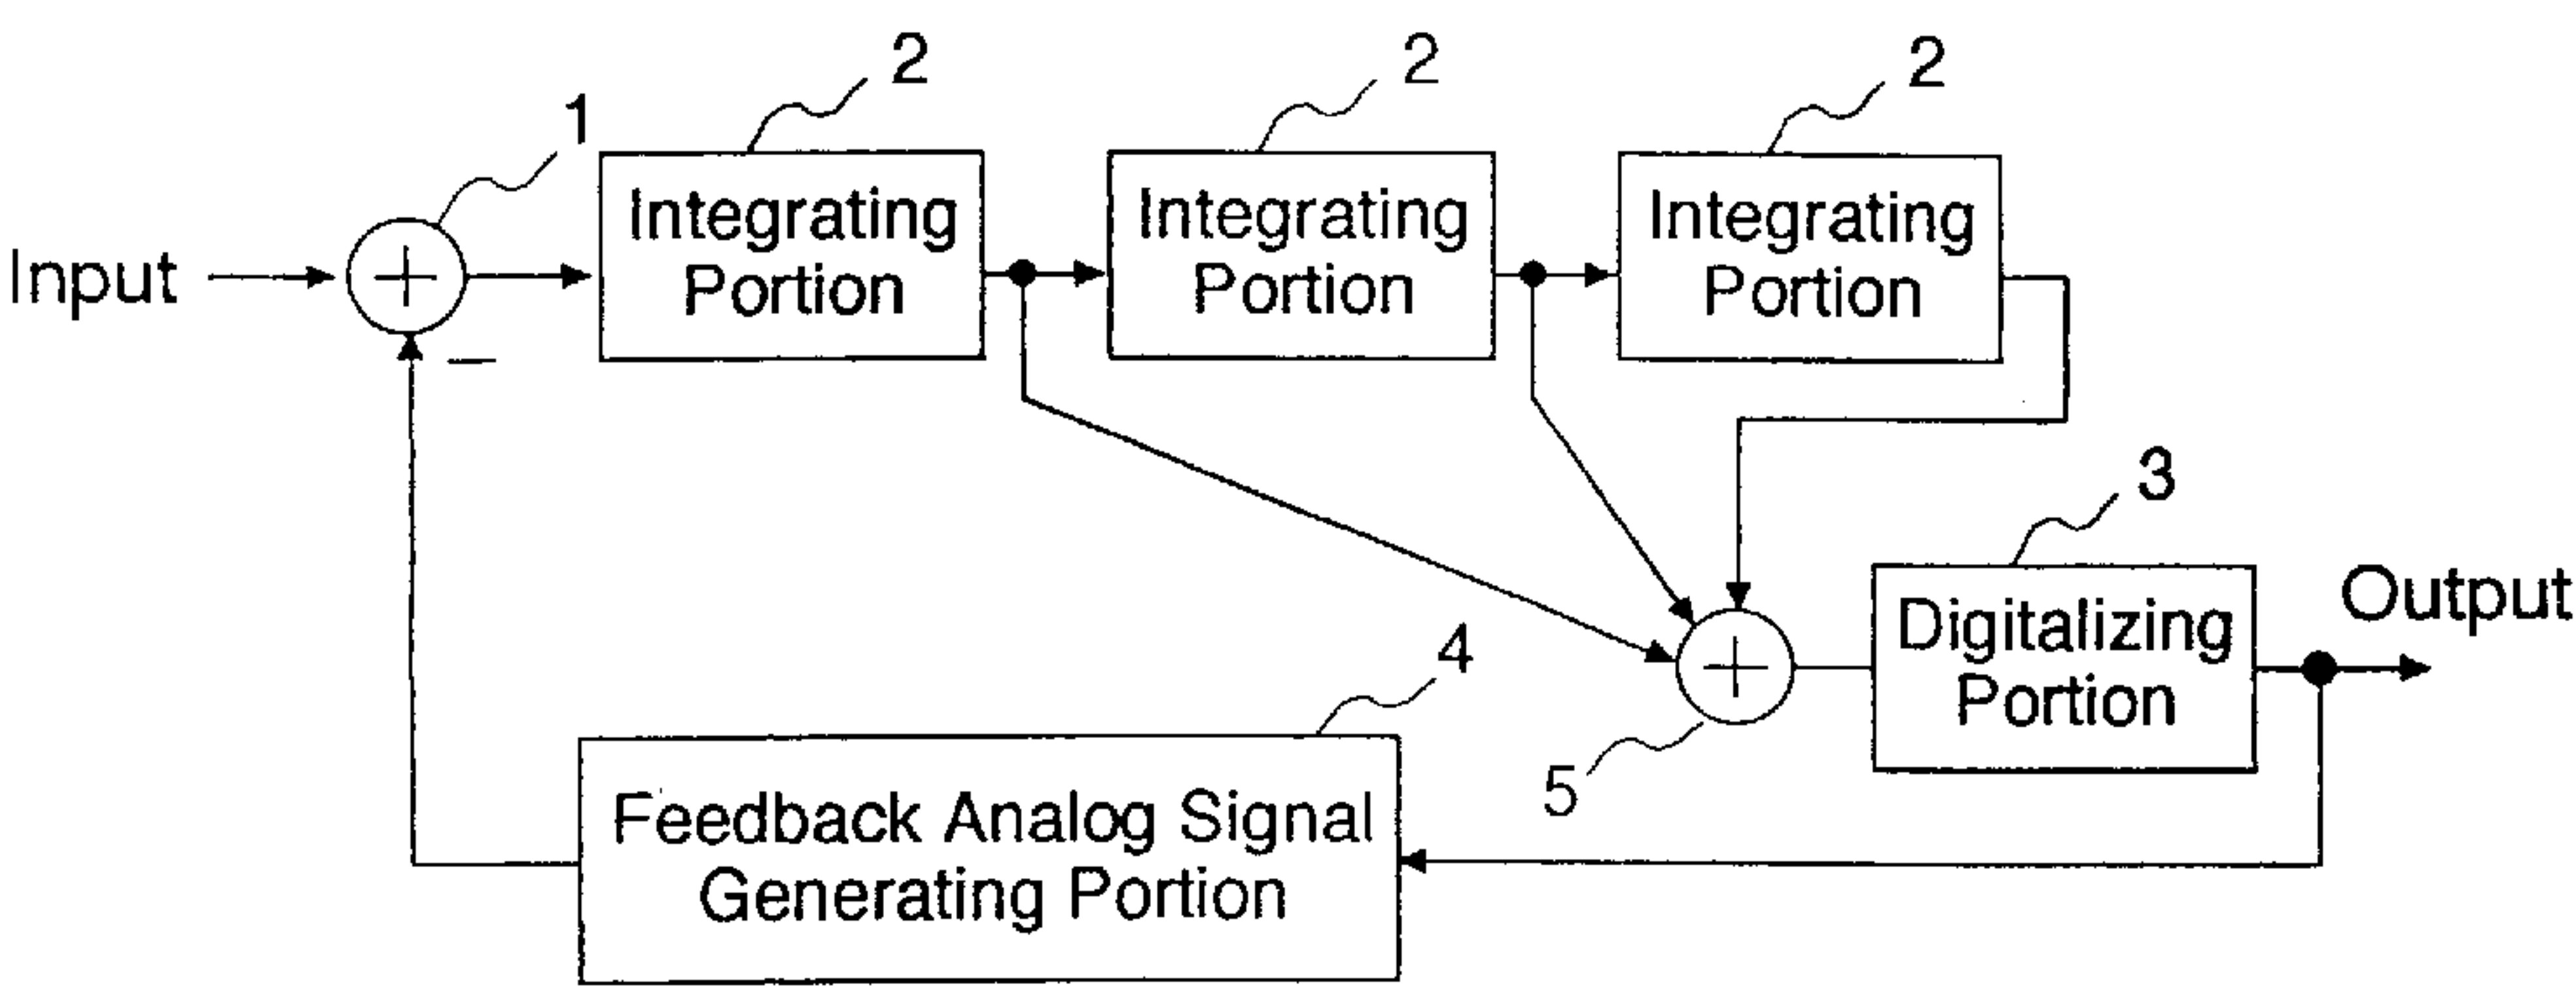 2
2
2
1
Integrating
Portion
Integrating
Portion
Integrating
Portion
Input
−
3
Digitalizing
Portion
Output
4
5
Feedback Analog Signal
Generating Portion